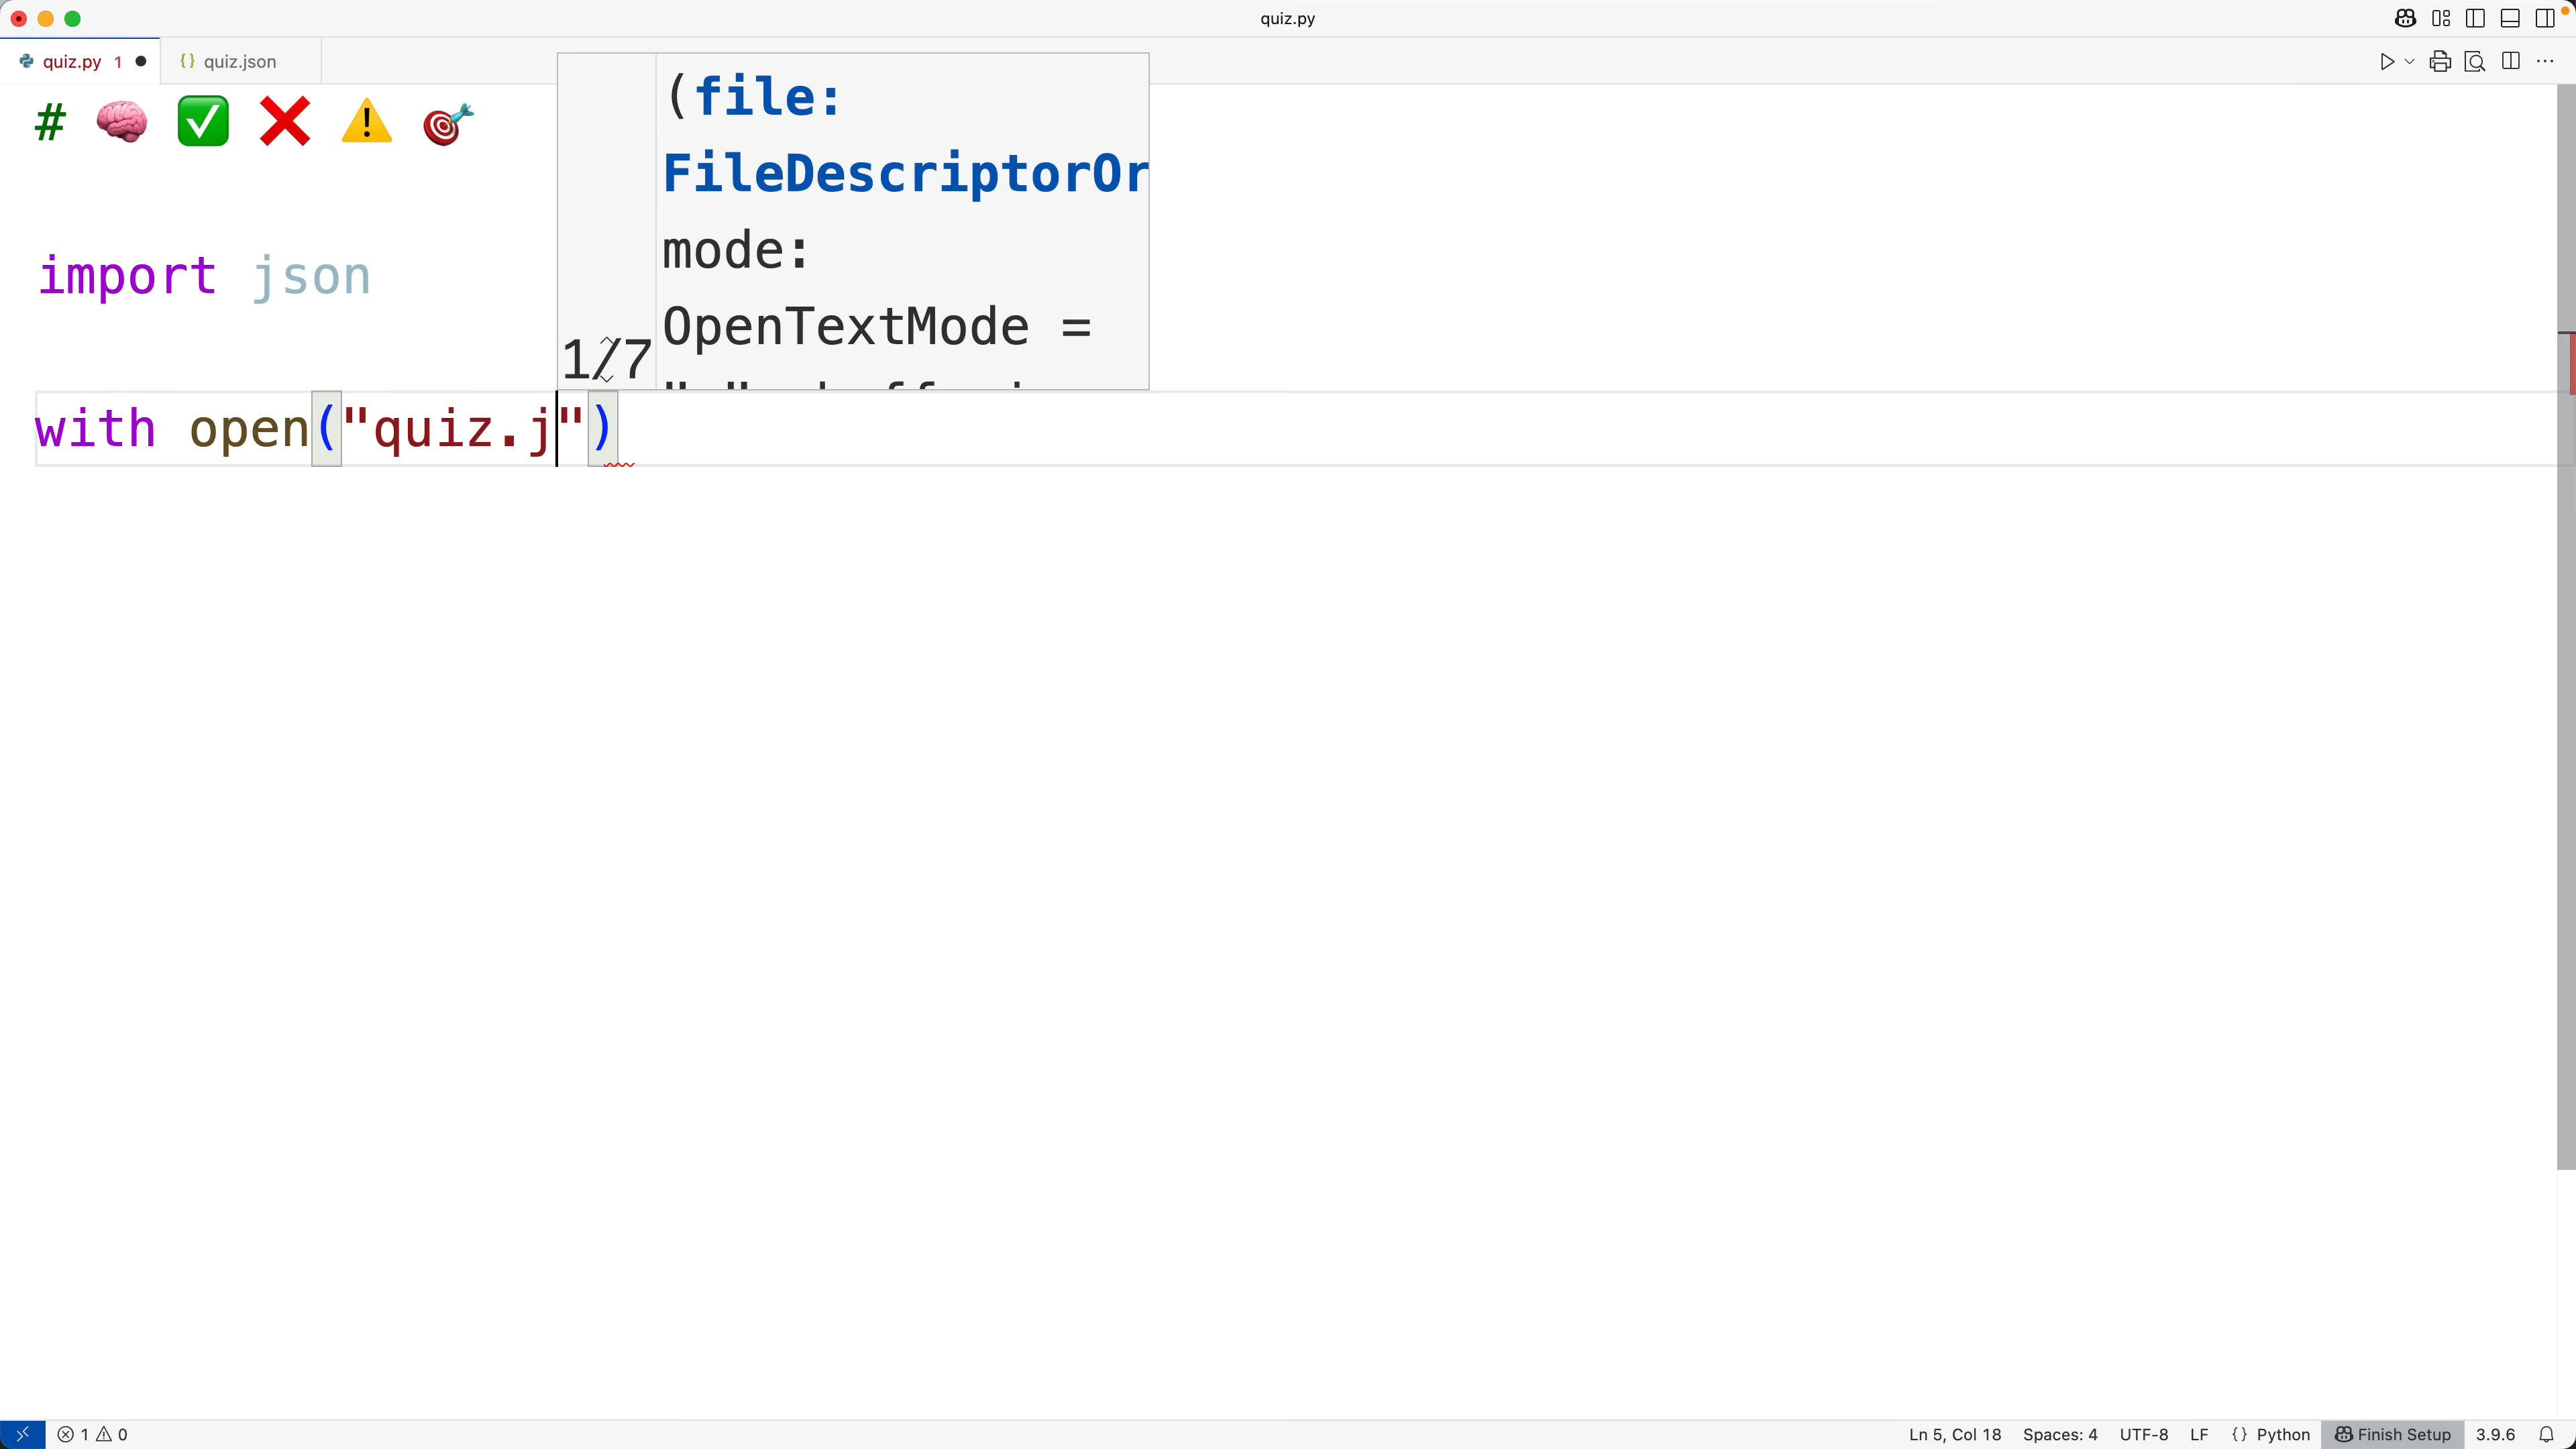 quiz.py
quiz.py 1
{} quiz.json
# 🧠 ✅ ❌ ⚠️ 🎯
(file:
FileDescriptorOr
mode:
OpenTextMode =
1/7
import json
with open("quiz.j")
1 0
Ln 5, Col 18 Spaces: 4 UTF-8 LF {} Python Finish Setup 3.9.6